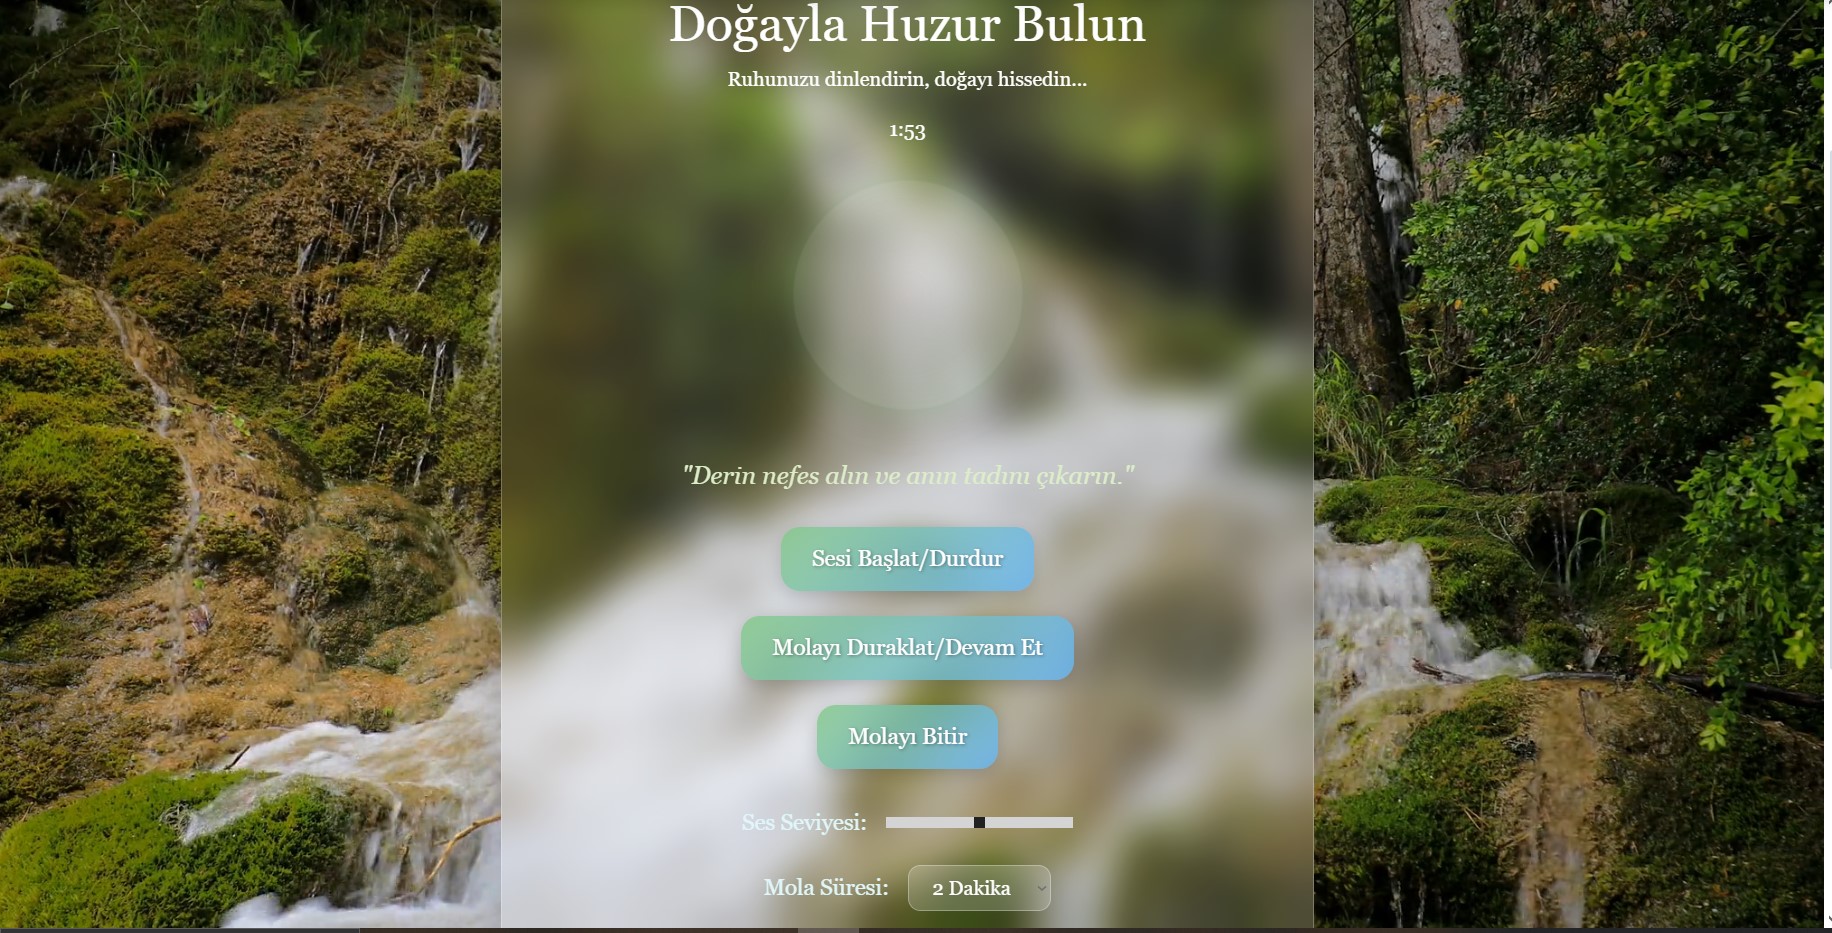 Doğayla Huzur Bulun
Ruhunuzu dinlendirin, doğayı hissedin...
1:53
"Derin nefes alın ve anın tadını çıkarın."
Sesi Başlat/Durdur
Molayı Duraklat/Devam Et
Molayı Bitir
Ses Seviyesi:
Mola Süresi: 2 Dakika